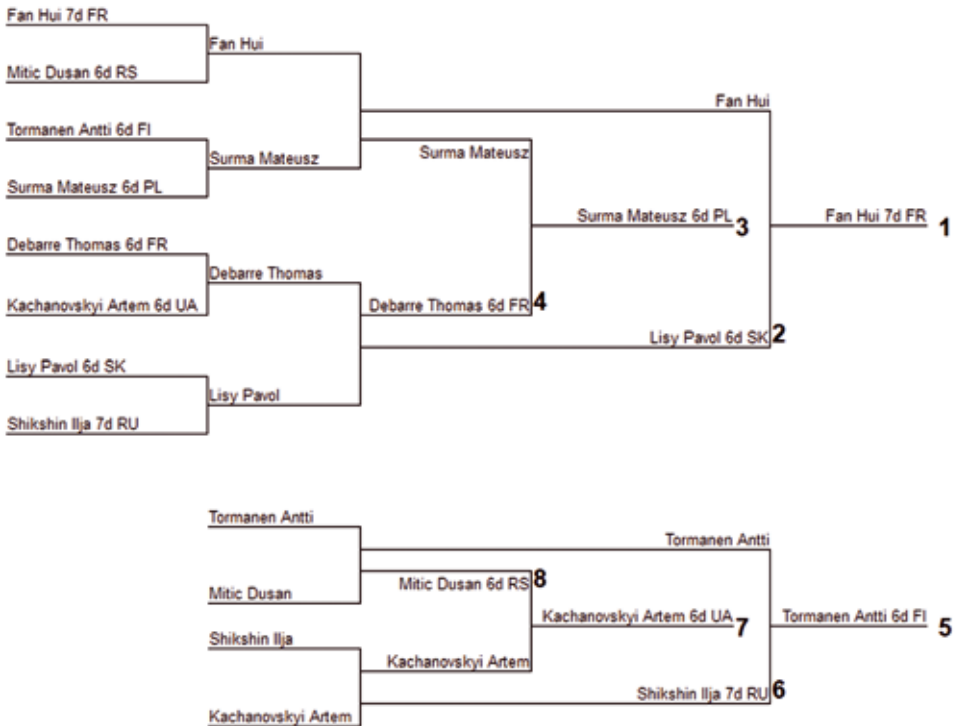 Fan Hui 7d FR
Fan Hui
Mitic Dusan 6d RS
Fan Hui
Tormanen Antti 6d FI
Surma Mateusz
Surma Mateusz
Surma Mateusz 6d PL
Surma Mateusz 6d PL 3
Fan Hui 7d FR 1
Debarre Thomas 6d FR
Debarre Thomas
Kachanovskyi Artem 6d UA
Debarre Thomas 6d FR 4
Lisy Pavol 6d SK 2
Lisy Pavol 6d SK
Lisy Pavol
Shikshin Ilja 7d RU
Tormanen Antti
Tormanen Antti
Mitic Dusan
Mitic Dusan 6d RS 8
Kachanovskyi Artem 6d UA 7
Tormanen Antti 6d FI 5
Shikshin Ilja
Kachanovskyi Artem
Shikshin Ilja 7d RU 6
Kachanovskyi Artem